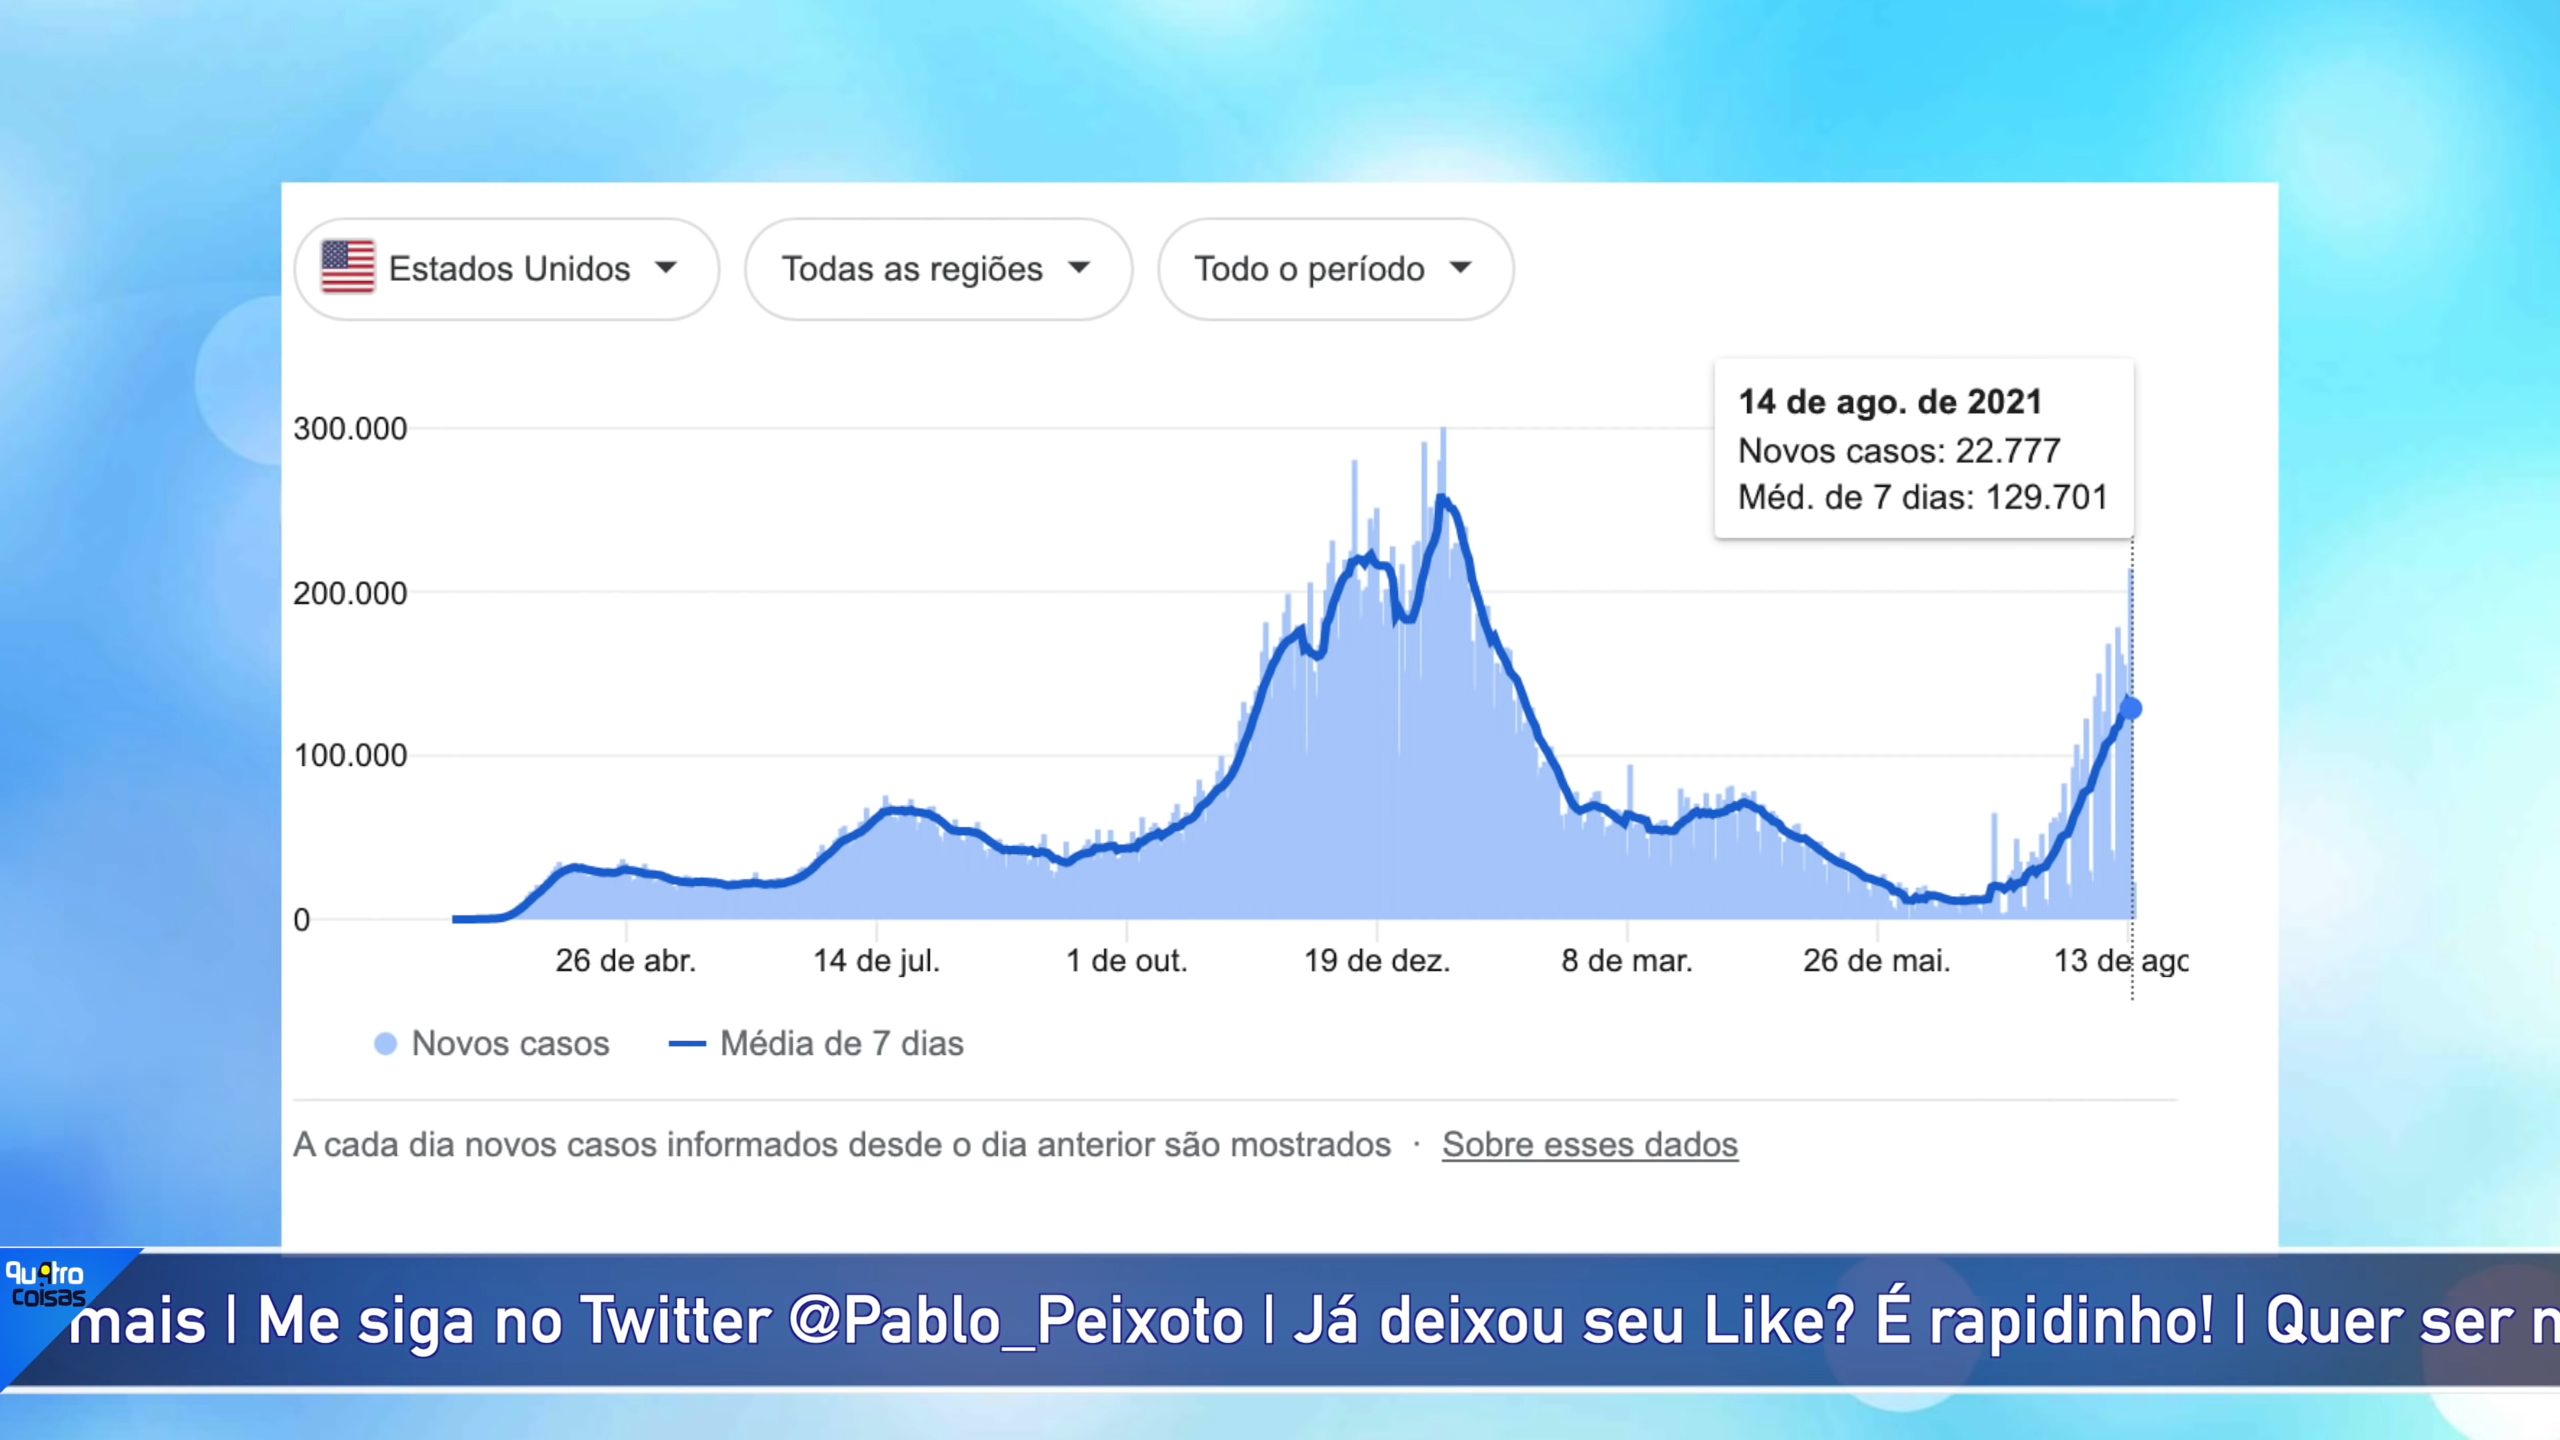 Estados Unidos
Todas as regiões
Todo o período
14 de ago. de 2021
Novos casos: 22.777
Méd. de 7 dias: 129.701
300.000
200.000
100.000
0
26 de abr.
14 de jul.
1 de out.
19 de dez.
8 de mar.
26 de mai.
13 de ago
Novos casos
Média de 7 dias
A cada dia novos casos informados desde o dia anterior são mostrados · Sobre esses dados
quatro
coisas
mais | Me siga no Twitter @Pablo_Peixoto | Já deixou seu Like? É rapidinho! | Quer ser